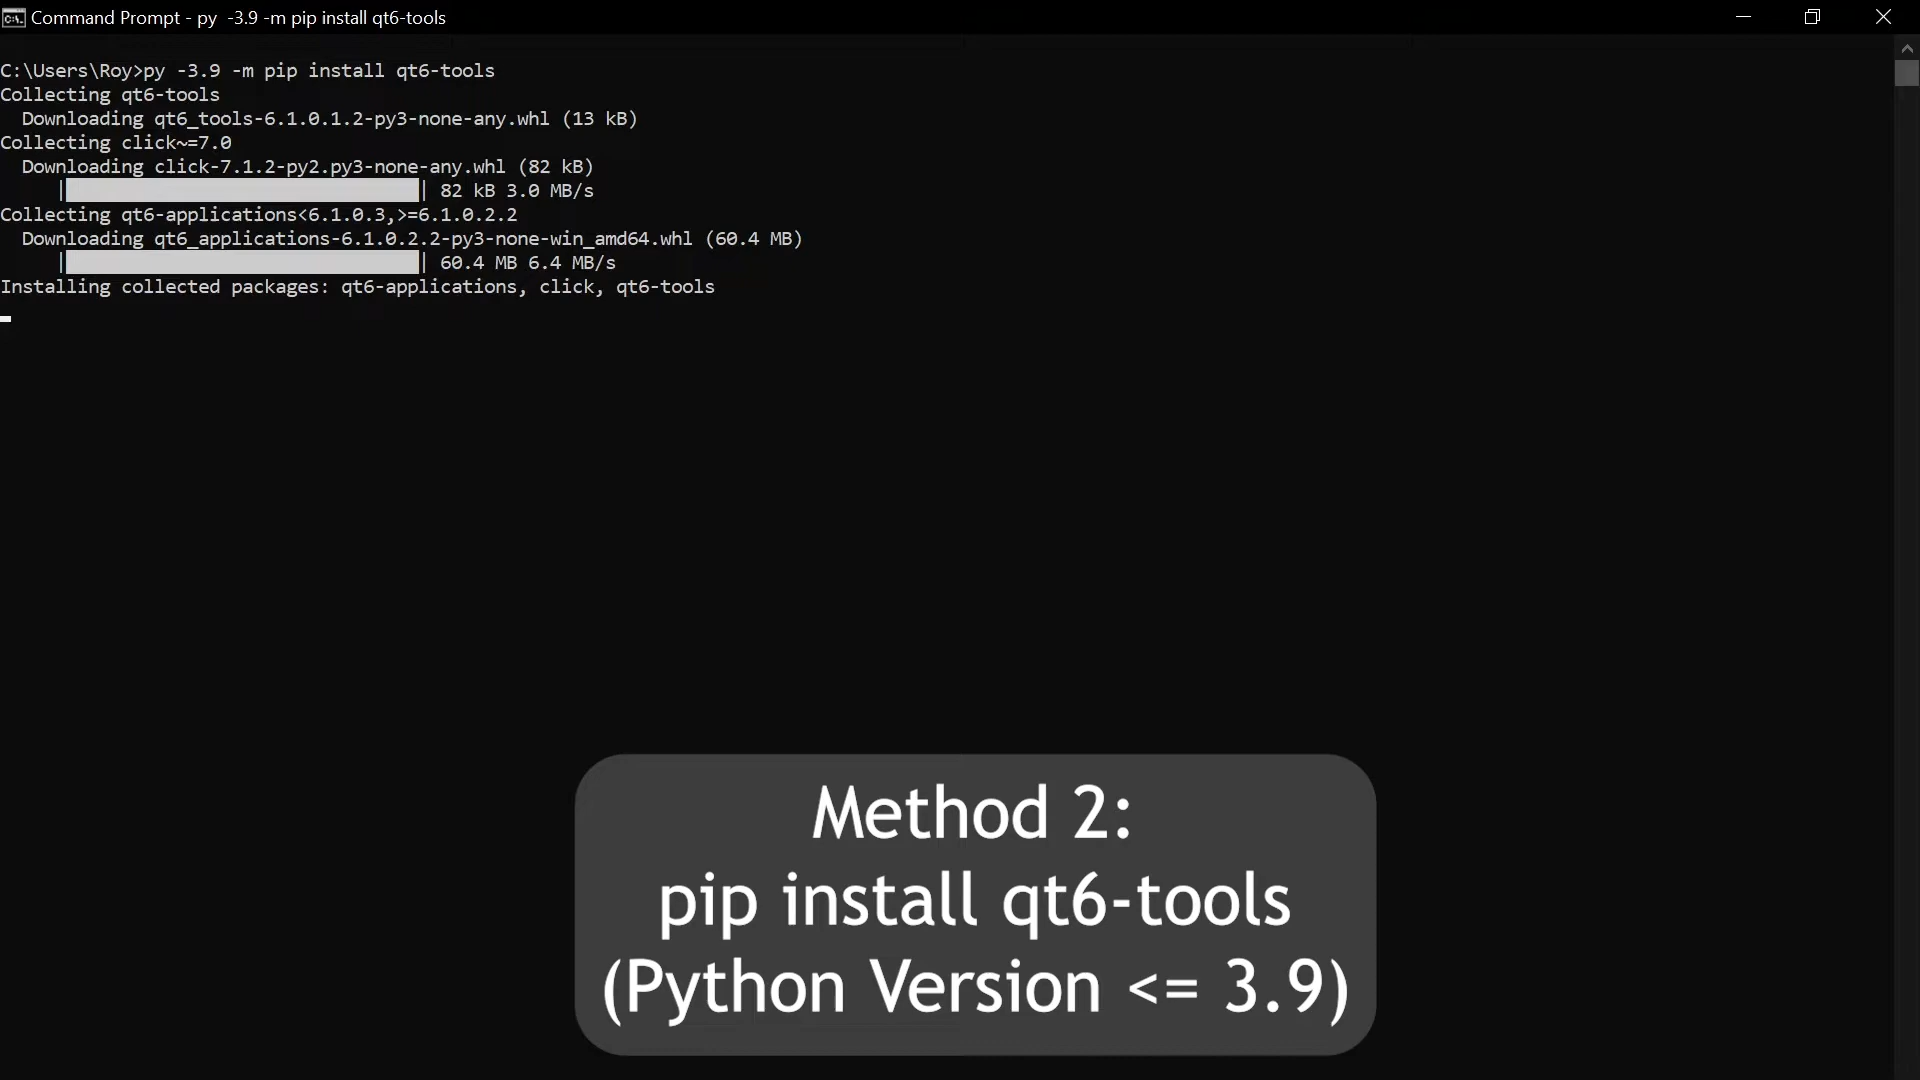 Command Prompt - py  -3.9 -m pip install qt6-tools
C:\Users\Roy>py -3.9 -m pip install qt6-tools
Collecting qt6-tools
  Downloading qt6_tools-6.1.0.1.2-py3-none-any.whl (13 kB)
Collecting click~=7.0
  Downloading click-7.1.2-py2.py3-none-any.whl (82 kB)
| | 82 kB 3.0 MB/s
Collecting qt6-applications<6.1.0.3,>=6.1.0.2.2
  Downloading qt6_applications-6.1.0.2.2-py3-none-win_amd64.whl (60.4 MB)
| | 60.4 MB 6.4 MB/s
Installing collected packages: qt6-applications, click, qt6-tools
Method 2:
pip install qt6-tools
(Python Version <= 3.9)